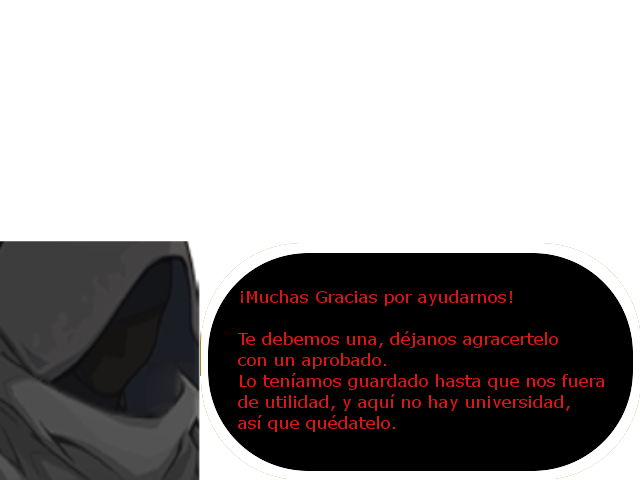 ¡Muchas Gracias por ayudarnos!
Te debemos una, déjanos agracertelo
con un aprobado.
Lo teníamos guardado hasta que nos fuera
de utilidad, y aquí no hay universidad,
así que quédatelo.